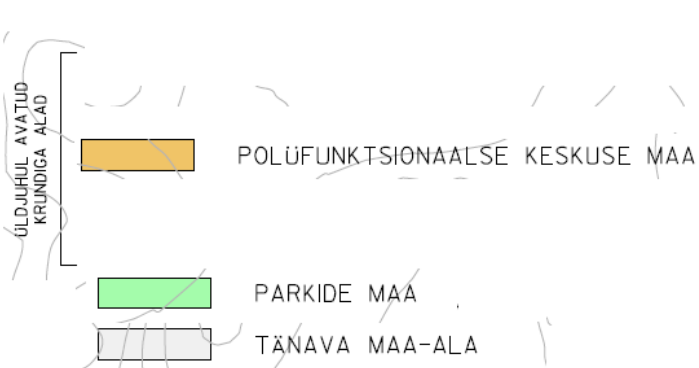 ÜLDJUHUL AVATUD
KRUNDIGA ALAD
POLÜFUNKTSIONAALSE KESKUSE MAA
PARKIDE MAA
TÄNAVA MAA-ALA